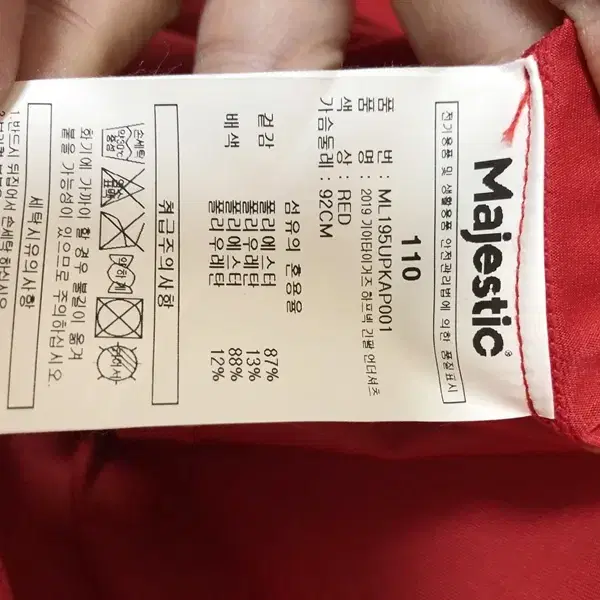 Majestic
전기용품 및 생활용품 안전관리법에 의한 품질표시
110
품 번 : ML195UPKAP001
품 명 : 2019 기아타이거즈 하프넥 긴팔 언더셔츠
색 상 : RED
가슴둘레 : 92CM
섬유의 혼용율
겉감 폴리에스터 87%
폴리우레탄 13%
배색 폴리에스터 88%
폴리우레탄 12%
취급주의사항
손세탁
약30℃
중성
드라이
화기에 가까이 할 경우 불길이 옮겨
붙을 가능성이 있으므로 주의하십시오.
세탁시유의사항
1.반드시 뒤집어서 손세탁 하십시오